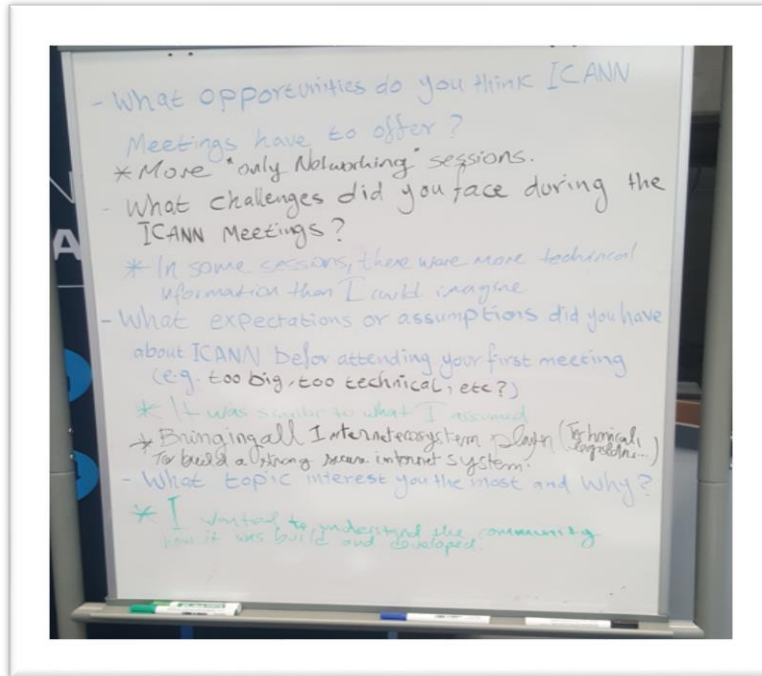 - What opportunities do you think ICANN
Meetings have to offer?
* More "only Networking" sessions.
- What challenges did you face during the
ICANN Meetings?
* In some sessions, there were more techincal
information than I could imagine
- What expectations or assumptions did you have
about ICANN befor attending your first meeting
(e.g. too big, too technical, etc?)
* It was similar to what I assumed
* Bringing all Internet ecosystem (Technical,
To build a strong secure internet system.
- What topic interest you the most and Why?
* I wanted to understand the community
how it was build and developed.
N
A